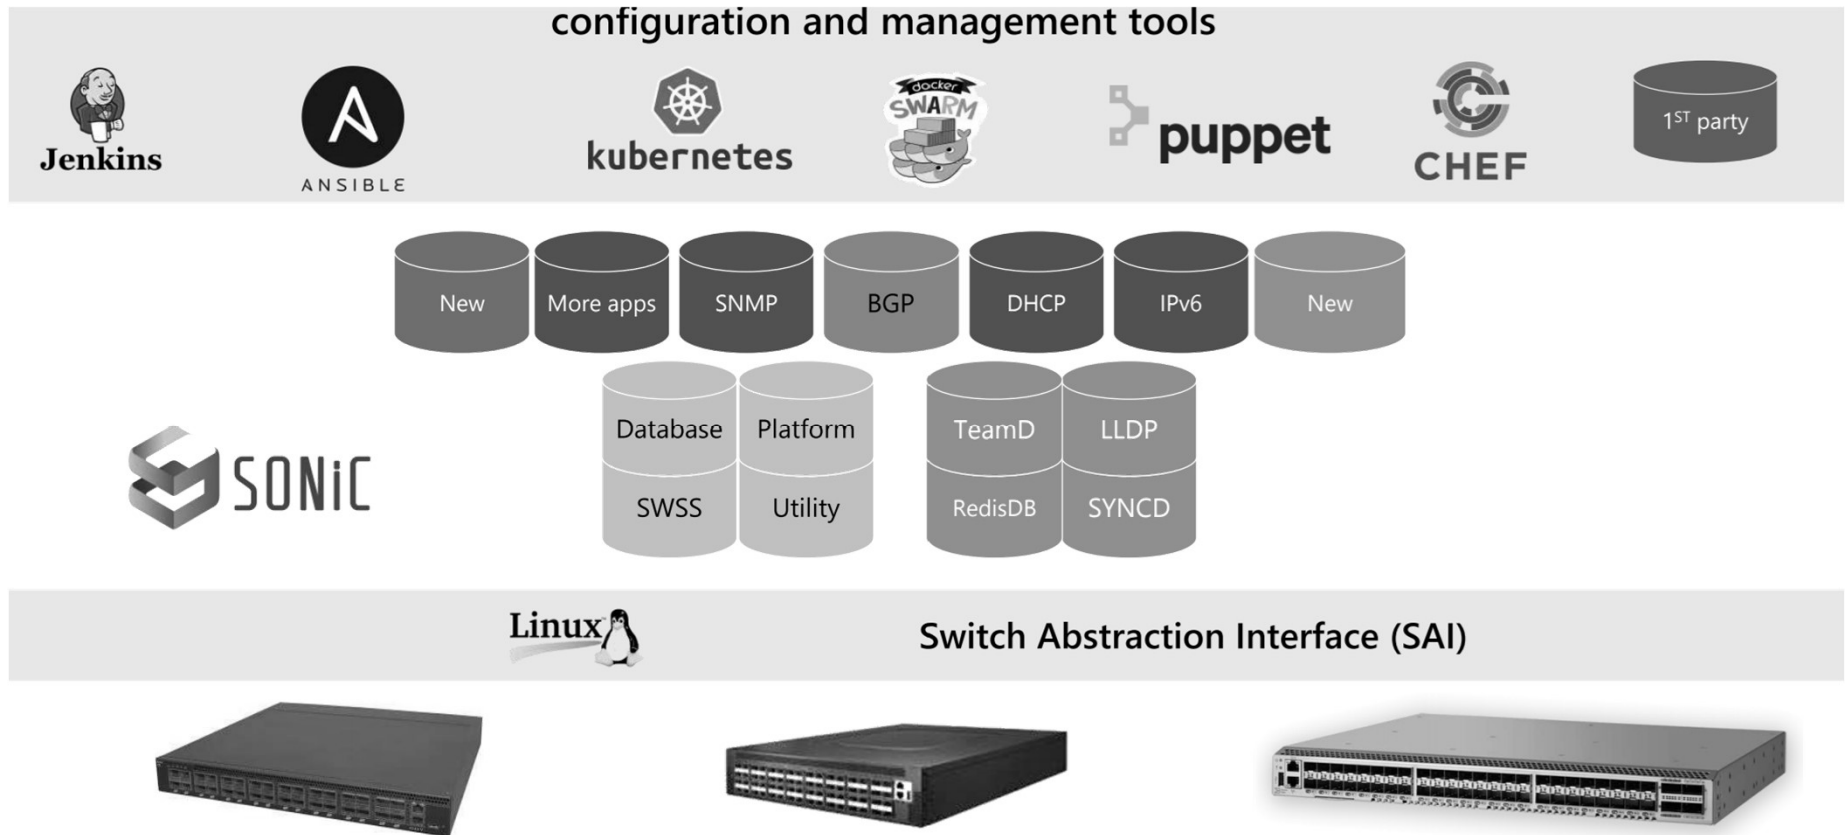 configuration and management tools
Jenkins
ANSIBLE
kubernetes
docker
SWARM
puppet
CHEF
1ST party
New
More apps
SNMP
BGP
DHCP
IPv6
New
Database
Platform
TeamD
LLDP
SONiC
SWSS
Utility
RedisDB
SYNCD
Linux
Switch Abstraction Interface (SAI)